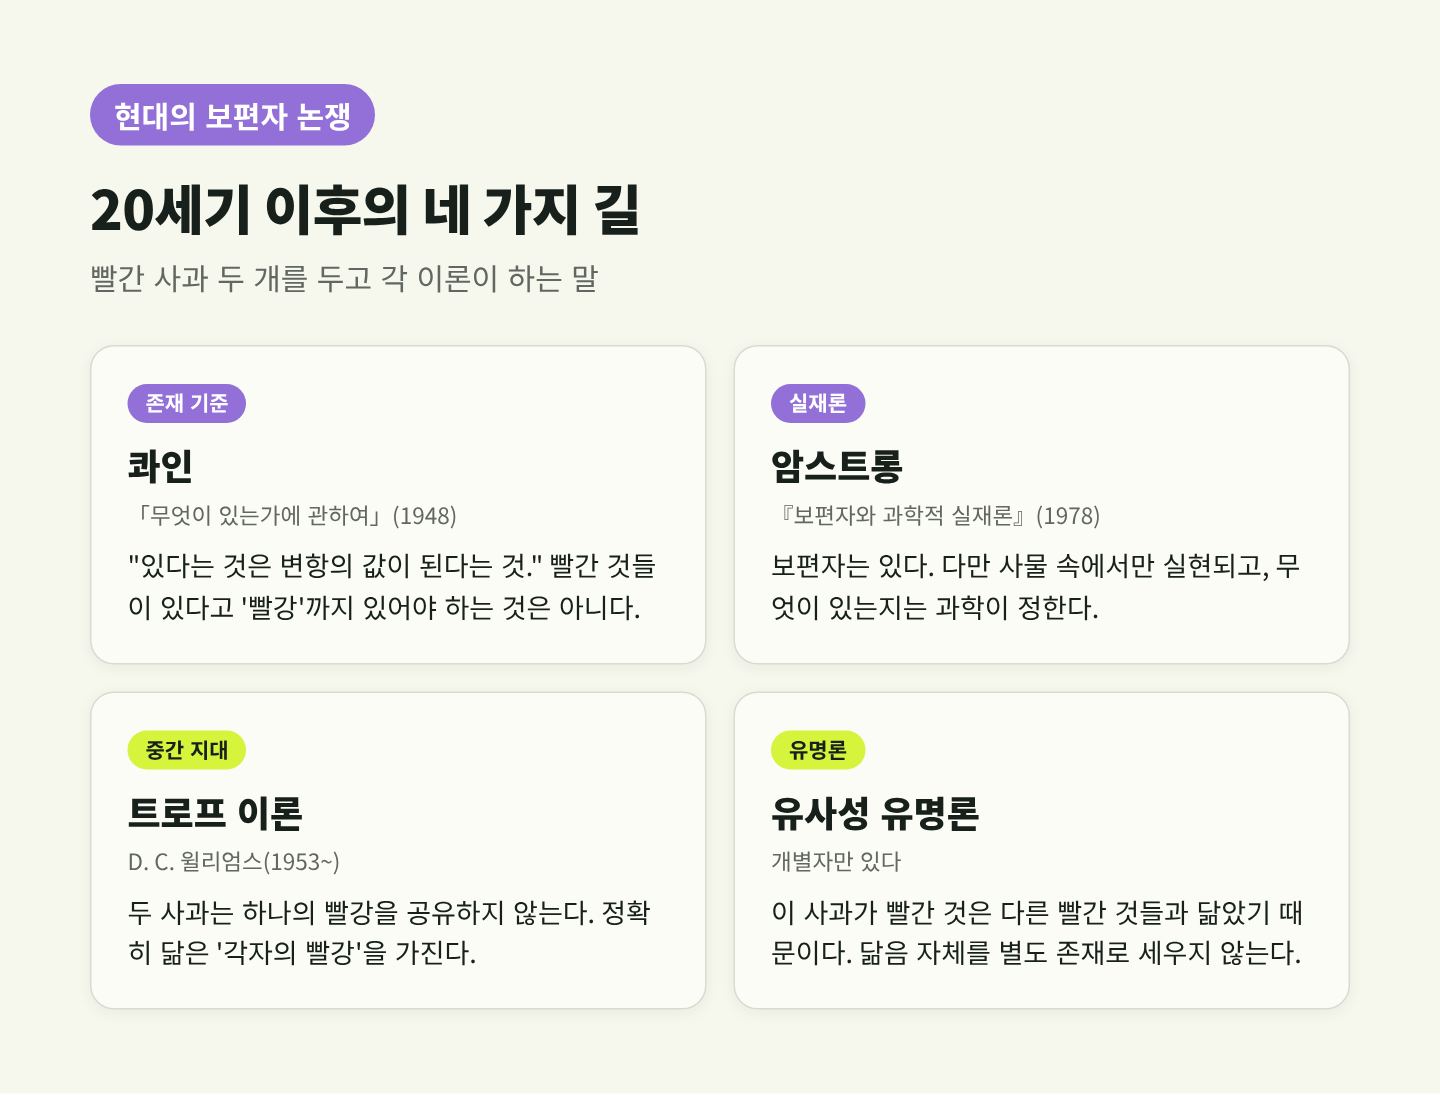 현대의 보편자 논쟁
20세기 이후의 네 가지 길
빨간 사과 두 개를 두고 각 이론이 하는 말
존재 기준
콰인
「무엇이 있는가에 관하여」(1948)
"있다는 것은 변항의 값이 된다는 것." 빨간 것들
이 있다고 '빨강'까지 있어야 하는 것은 아니다.
실재론
암스트롱
『보편자와 과학적 실재론』(1978)
보편자는 있다. 다만 사물 속에서만 실현되고, 무
엇이 있는지는 과학이 정한다.
중간 지대
트로프 이론
D. C. 윌리엄스(1953~)
두 사과는 하나의 빨강을 공유하지 않는다. 정확
히 닮은 '각자의 빨강'을 가진다.
유명론
유사성 유명론
개별자만 있다
이 사과가 빨간 것은 다른 빨간 것들과 닮았기 때
문이다. 닮음 자체를 별도 존재로 세우지 않는다.